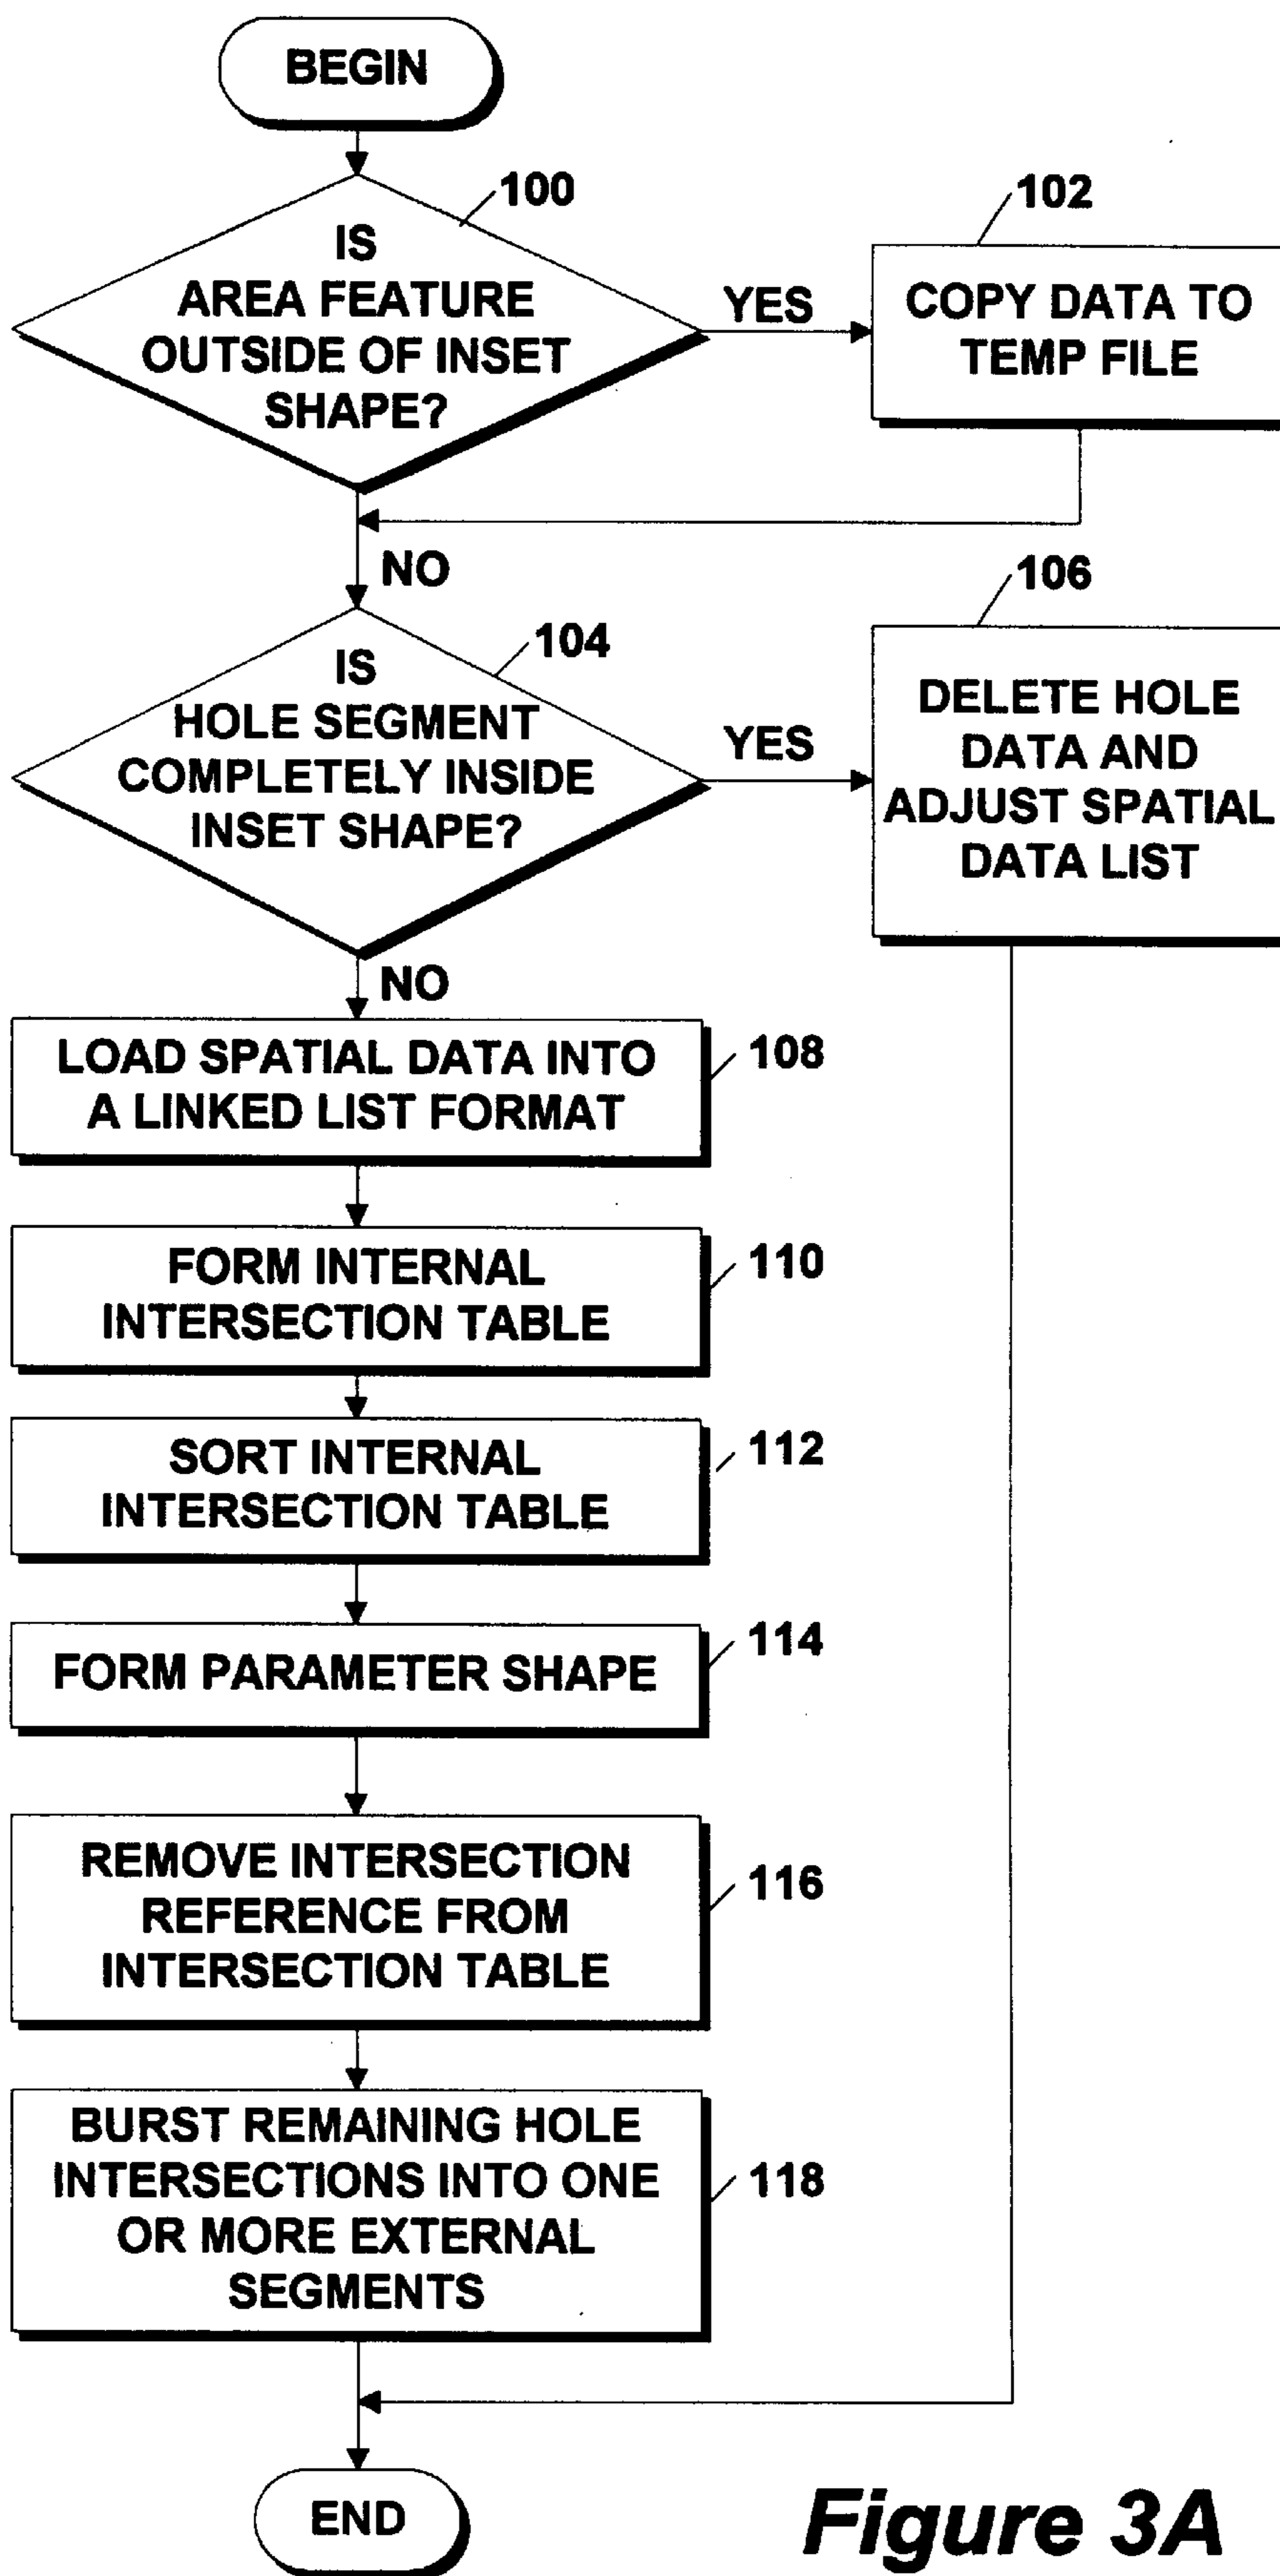 BEGIN
100
IS
AREA FEATURE
OUTSIDE OF INSET
SHAPE?
YES
102
COPY DATA TO
TEMP FILE
NO
104
IS
HOLE SEGMENT
COMPLETELY INSIDE
INSET SHAPE?
YES
106
DELETE HOLE
DATA AND
ADJUST SPATIAL
DATA LIST
NO
LOAD SPATIAL DATA INTO
A LINKED LIST FORMAT
108
FORM INTERNAL
INTERSECTION TABLE
110
SORT INTERNAL
INTERSECTION TABLE
112
FORM PARAMETER SHAPE
114
REMOVE INTERSECTION
REFERENCE FROM
INTERSECTION TABLE
116
BURST REMAINING HOLE
INTERSECTIONS INTO ONE
OR MORE EXTERNAL
SEGMENTS
118
END
Figure 3A